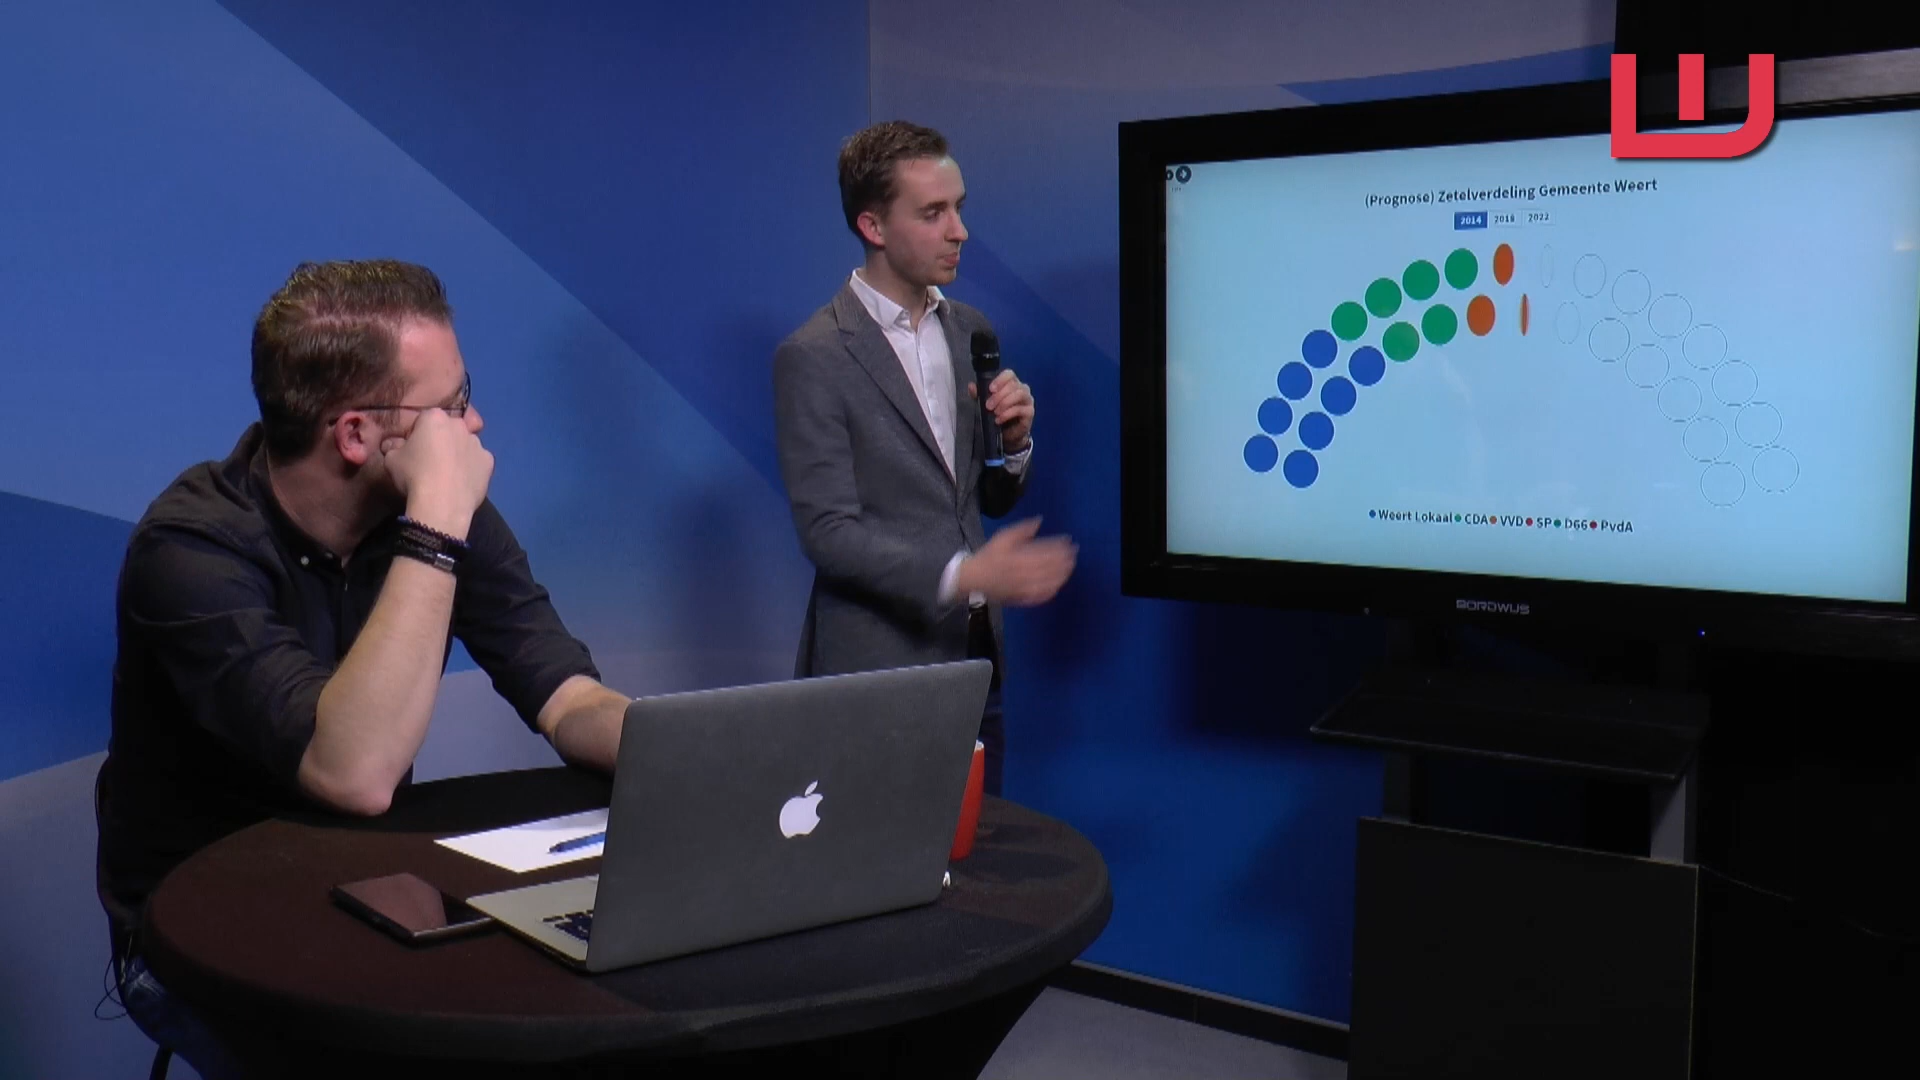 (Prognose) Zetelverdeling Gemeente Weert
2014 2018 2022
Weert Lokaal CDA VVD SP D66 PvdA
BORDWIJS